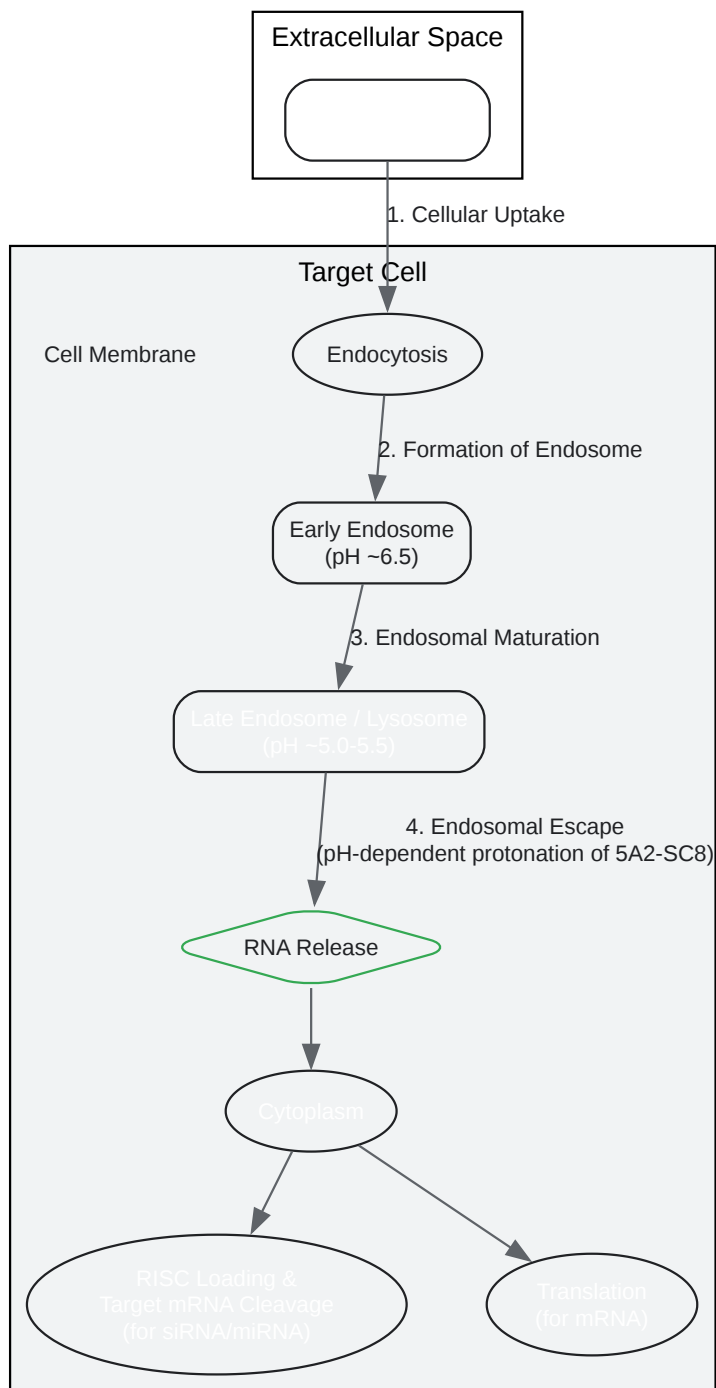 Extracellular Space
1. Cellular Uptake
Target Cell
Cell Membrane
Endocytosis
2. Formation of Endosome
Early Endosome
(pH ~6.5)
3. Endosomal Maturation
Late Endosome / Lysosome
(pH ~5.0-5.5)
4. Endosomal Escape
(pH-dependent protonation of 5A2-SC8)
RNA Release
Cytoplasm
RISC Loading &
Target mRNA Cleavage
(for siRNA/miRNA)
Translation
(for mRNA)